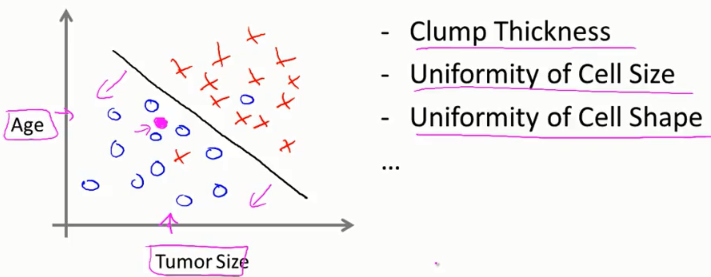 - Clump Thickness
- Uniformity of Cell Size
Age
- Uniformity of Cell Shape
...
Tumor Size